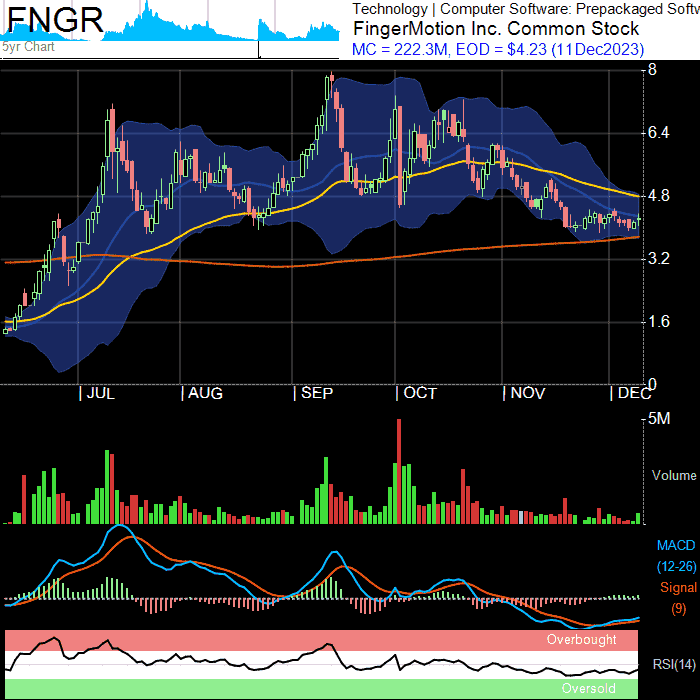 FNGR
5yr Chart
Technology | Computer Software: Prepackaged Softw
FingerMotion Inc. Common Stock
MC = 222.3M, EOD = $4.23 (11Dec2023)
8
6.4
4.8
3.2
1.6
0
| JUL | AUG | SEP | OCT | NOV | DEC
5M
Volume
MACD
(12-26)
Signal
(9)
Overbought
RSI(14)
Oversold